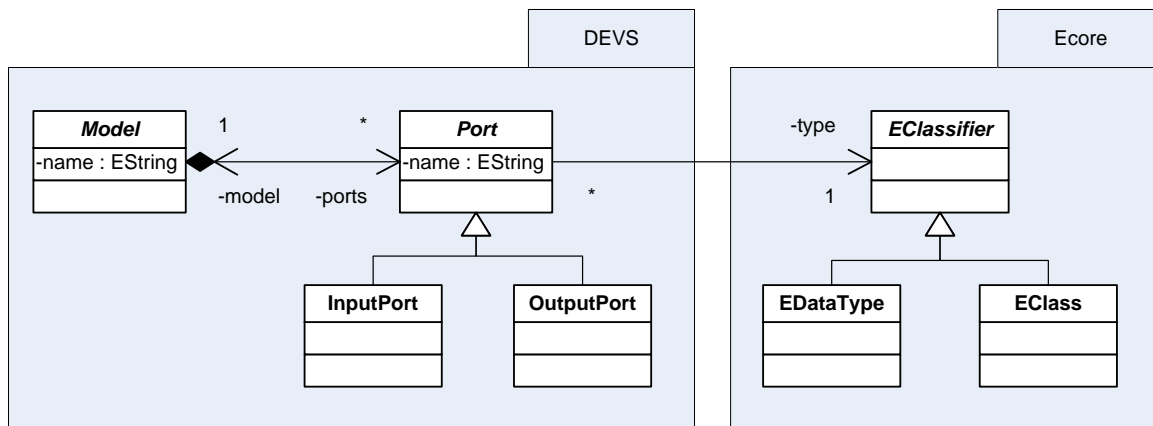 DEVS
Ecore
Model
-name : EString
1
*
-model
-ports
Port
-name : EString
*
-type
1
EClassifier
InputPort
OutputPort
EDataType
EClass